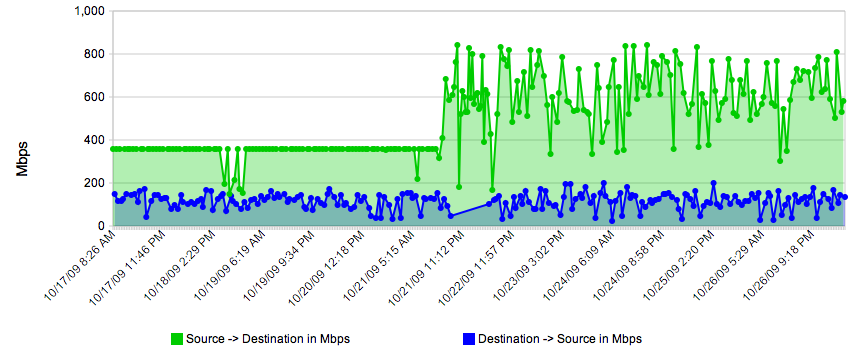 1,000
800
600
400
200
0
Mbps
10/17/09 8:26 AM
10/17/09 11:46 PM
10/18/09 2:29 PM
10/19/09 6:19 AM
10/19/09 9:34 PM
10/20/09 12:18 PM
10/21/09 5:15 AM
10/21/09 11:12 PM
10/22/09 11:57 PM
10/23/09 3:02 PM
10/24/09 6:09 AM
10/24/09 8:58 PM
10/25/09 2:20 PM
10/26/09 5:29 AM
10/26/09 9:18 PM
Source -> Destination in Mbps
Destination -> Source in Mbps